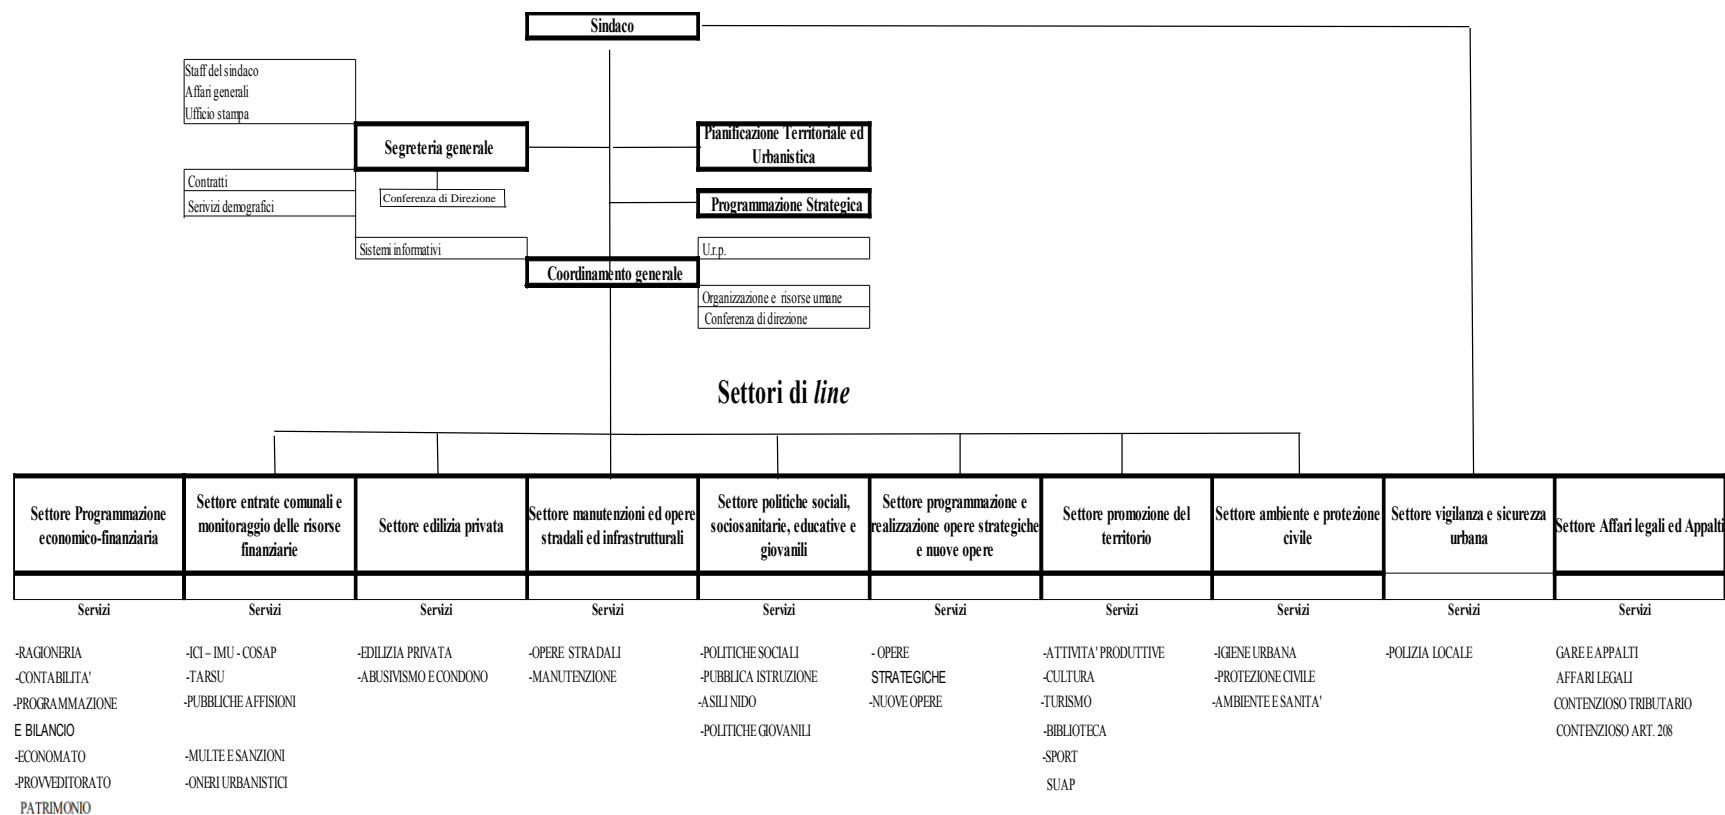 Sindaco
Staff del sindaco
Affari generali
Ufficio stampa
Segreteria generale
Pianificazione Territoriale ed
Urbanistica
Contratti
Serivizi demografici
Conferenza di Direzione
Programmazione Strategica
Sistemi informativi
U.r.p.
Coordinamento generale
Organizzazione e risorse umane
Conferenza di direzione
Settori di line
Settore Programmazione
economico-finanziaria
Settore entrate comunali e
monitoraggio delle risorse
finanziarie
Settore edilizia privata
Settore manutenzioni ed opere
stradali ed infrastrutturali
Settore politiche sociali,
sociosanitarie, educative e
giovanili
Settore programmazione e
realizzazione opere strategiche
e nuove opere
Settore promozione del
territorio
Settore ambiente e protezione
civile
Settore vigilanza e sicurezza
urbana
Settore Affari legali ed Appalti
Servizi
-RAGIONERIA
-CONTABILITA'
-PROGRAMMAZIONE
E BILANCIO
-ECONOMATO
-PROVVEDITORATO
PATRIMONIO
Servizi
-ICI – IMU - COSAP
-TARSU
-PUBBLICHE AFFISIONI
-MULTE E SANZIONI
-ONERI URBANISTICI
Servizi
-EDILIZIA PRIVATA
-ABUSIVISMO E CONDONO
Servizi
-OPERE STRADALI
-MANUTENZIONE
Servizi
-POLITICHE SOCIALI
-PUBBLICA ISTRUZIONE
-ASILI NIDO
-POLITICHE GIOVANILI
Servizi
- OPERE
STRATEGICHE
-NUOVE OPERE
Servizi
-ATTIVITA' PRODUTTIVE
-CULTURA
-TURISMO
-BIBLIOTECA
-SPORT
SUAP
Servizi
-IGIENE URBANA
-PROTEZIONE CIVILE
-AMBIENTE E SANITA'
Servizi
-POLIZIA LOCALE
Servizi
GARE E APPALTI
AFFARI LEGALI
CONTENZIOSO TRIBUTARIO
CONTENZIOSO ART. 208